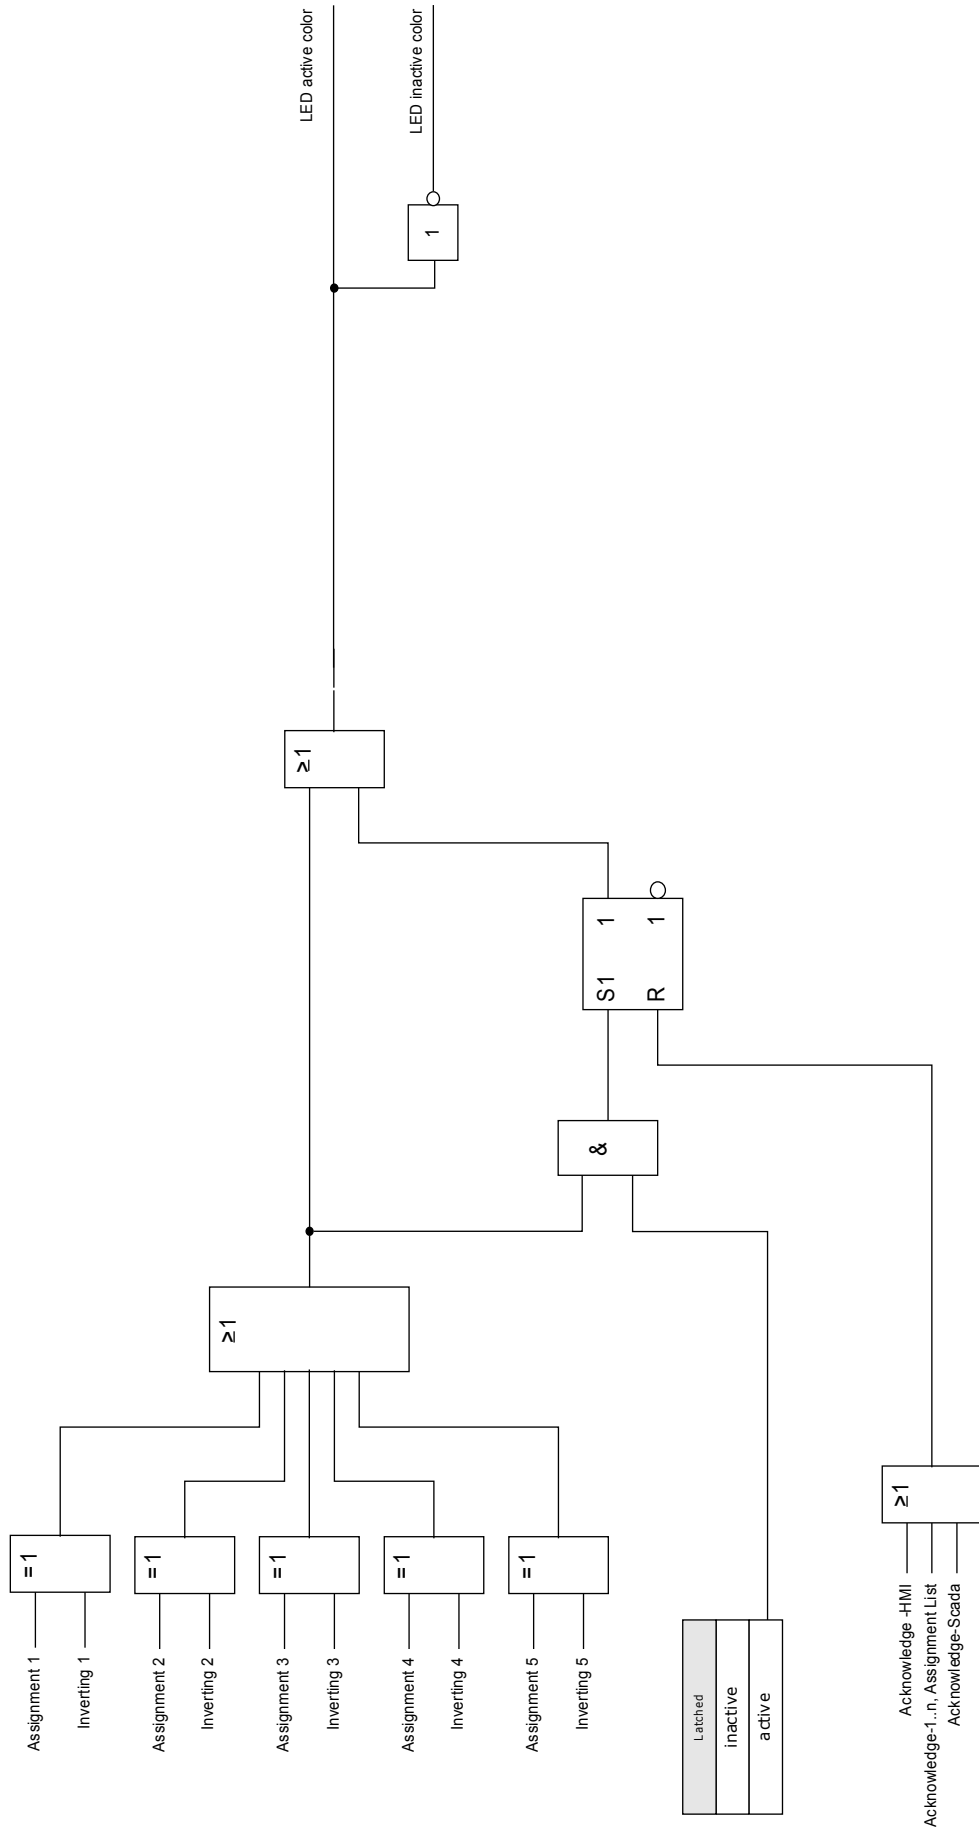 LED active color
LED inactive color
1
≥1
S1 1
R 1
&
≥1
=1
Assignment 1
Inverting 1
=1
Assignment 2
Inverting 2
=1
Assignment 3
Inverting 3
=1
Assignment 4
Inverting 4
=1
Assignment 5
Inverting 5
Latched
inactive
active
≥1
Acknowledge -HMI
Acknowledge-1..n, Assignment List
Acknowledge-Scada